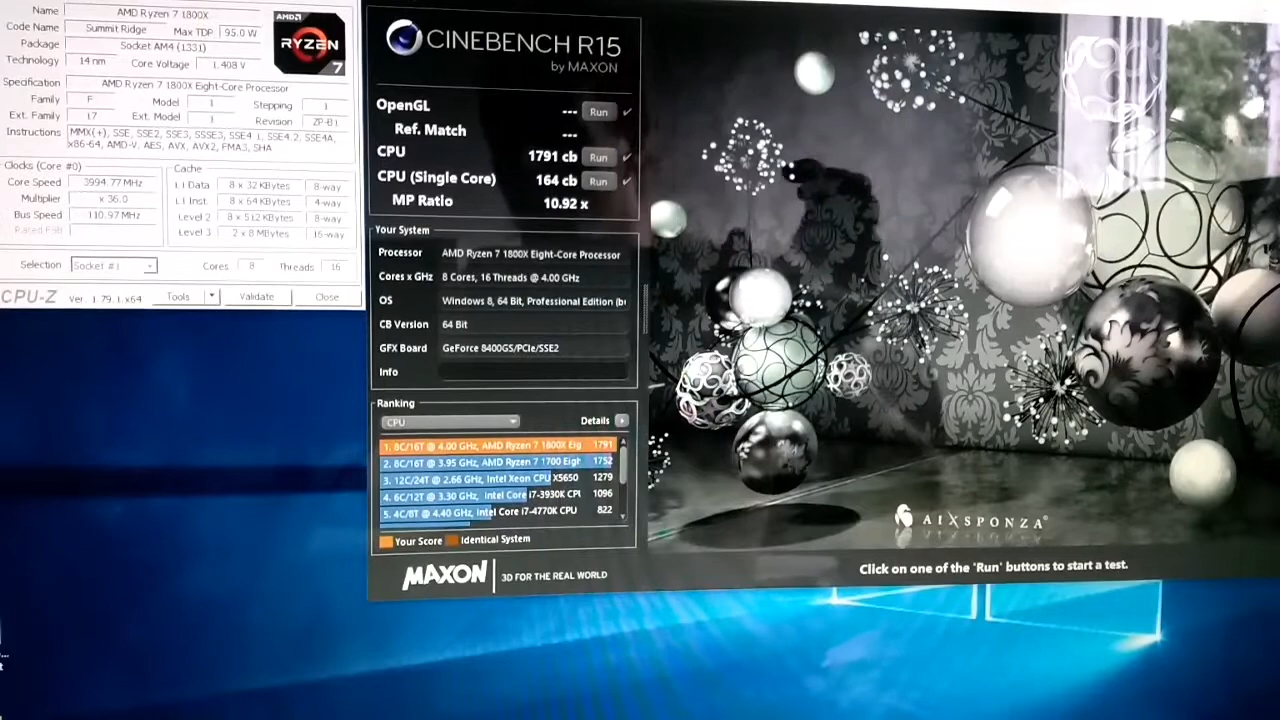 Name AMD Ryzen 7 1800X
Code Name Summit Ridge Max TDP 95.0 W
Package Socket AM4 (1331)
Technology 14 nm Core Voltage 1.408 V
AMD
RYZEN
7
Specification AMD Ryzen 7 1800X Eight-Core Processor
Family F Model 1 Stepping 1
Ext. Family 17 Ext. Model 1 Revision ZP-B1
Instructions MMX(+), SSE, SSE2, SSE3, SSSE3, SSE4.1, SSE4.2, SSE4A,
x86-64, AMD-V, AES, AVX, AVX2, FMA3, SHA
Clocks (Core #0) Cache
Core Speed 3994.77 MHz L1 Data 8 x 32 KBytes 8-way
Multiplier x 36.0 L1 Inst. 8 x 64 KBytes 4-way
Bus Speed 110.97 MHz Level 2 8 x 512 KBytes 8-way
Rated FSB Level 3 2 x 8 MBytes 16-way
Selection Socket #1 Cores 8 Threads 16
CPU-Z Ver. 1.79.1.x64 Tools Validate Close
CINEBENCH R15
by MAXON
OpenGL --- Run
Ref. Match ---
CPU 1791 cb Run
CPU (Single Core) 164 cb Run
MP Ratio 10.92 x
Your System
Processor AMD Ryzen 7 1800X Eight-Core Processor
Cores x GHz 8 Cores, 16 Threads @ 4.00 GHz
OS Windows 8, 64 Bit, Professional Edition (bu
CB Version 64 Bit
GFX Board GeForce 8400GS/PCIe/SSE2
Info
Ranking
CPU Details
1. 8C/16T @ 4.00 GHz, AMD Ryzen 7 1800X Eig 1791
2. 8C/16T @ 3.95 GHz, AMD Ryzen 7 1700 Eigh 1752
3. 12C/24T @ 2.66 GHz, Intel Xeon CPU X5650 1279
4. 6C/12T @ 3.30 GHz, Intel Core i7-3930K CPU 1096
5. 4C/8T @ 4.40 GHz, Intel Core i7-4770K CPU 822
Your Score Identical System
MAXON 3D FOR THE REAL WORLD
AIXSPONZA®
Click on one of the 'Run' buttons to start a test.